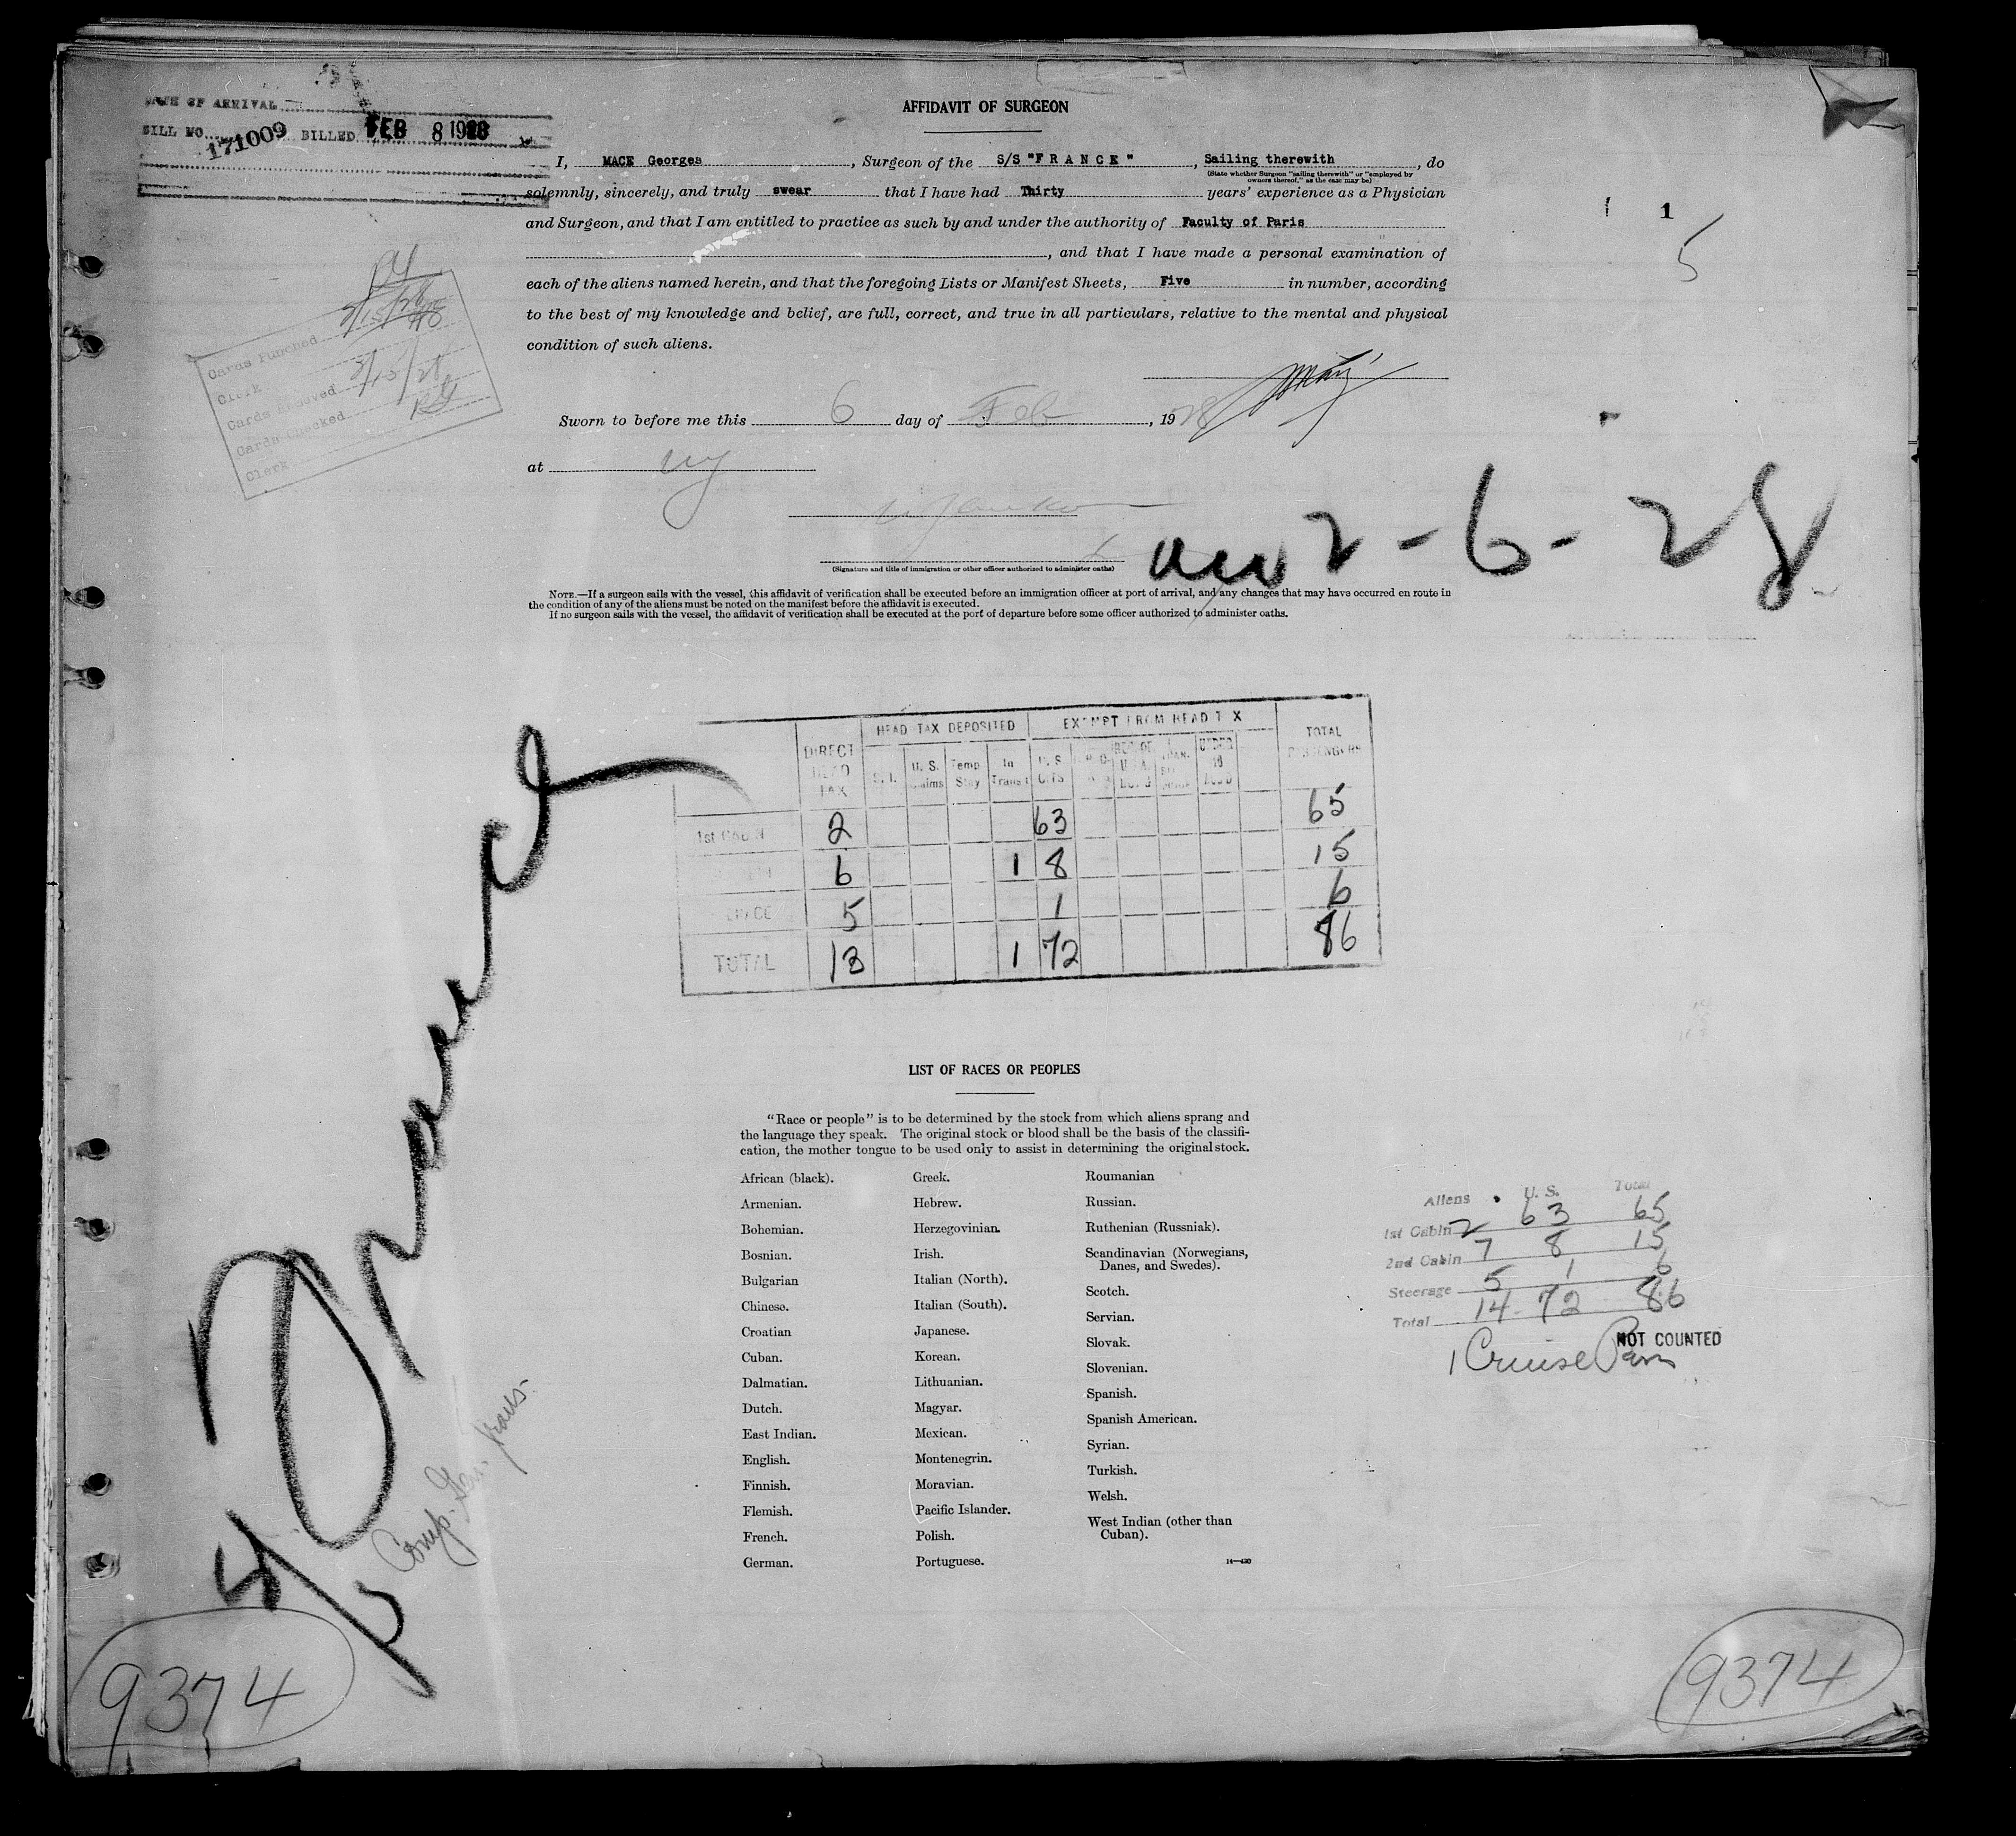 DATE OF ARRIVAL
BILL NO. 171009 BILLED FEB 8 1928
AFFIDAVIT OF SURGEON
I, MACE Georges, Surgeon of the S/S "F R A N C E", Sailing therewith, do
(State whether Surgeon "sailing therewith" or "employed by
owners thereof," as the case may be)
solemnly, sincerely, and truly swear that I have had Thirty years' experience as a Physician
and Surgeon, and that I am entitled to practice as such by and under the authority of Faculty of Paris
, and that I have made a personal examination of
each of the aliens named herein, and that the foregoing Lists or Manifest Sheets, Five in number, according
to the best of my knowledge and belief, are full, correct, and true in all particulars, relative to the mental and physical
condition of such aliens.
1
5
Cards Punched
Clerk
Cards Removed
Cards Checked
Clerk
Sworn to before me this 6 day of Feb, 1928
at NY
(Signature and title of immigration or other officer authorized to administer oaths)
2-6-28
NOTE.—If a surgeon sails with the vessel, this affidavit of verification shall be executed before an immigration officer at port of arrival, and any changes that may have occurred en route in
the condition of any of the aliens must be noted on the manifest before the affidavit is executed.
If no surgeon sails with the vessel, the affidavit of verification shall be executed at the port of departure before some officer authorized to administer oaths.
France
HEAD TAX DEPOSITED EXEMPT FROM HEAD TAX
DIRECT HEAD TAX S. I. U. S. Claims Temp Stay In Transit U. S. CITS UNDER 16 TOTAL PASSENGERS
1st CABIN 2 63 65
6 1 8 15
5 1 6
TOTAL 13 1 72 86
LIST OF RACES OR PEOPLES
"Race or people" is to be determined by the stock from which aliens sprang and
the language they speak. The original stock or blood shall be the basis of the classifi-
cation, the mother tongue to be used only to assist in determining the original stock.
African (black).
Armenian.
Bohemian.
Bosnian.
Bulgarian
Chinese.
Croatian
Cuban.
Dalmatian.
Dutch.
East Indian.
English.
Finnish.
Flemish.
French.
German.
Greek.
Hebrew.
Herzegovinian.
Irish.
Italian (North).
Italian (South).
Japanese.
Korean.
Lithuanian.
Magyar.
Mexican.
Montenegrin.
Moravian.
Pacific Islander.
Polish.
Portuguese.
Roumanian
Russian.
Ruthenian (Russniak).
Scandinavian (Norwegians,
Danes, and Swedes).
Scotch.
Servian.
Slovak.
Slovenian.
Spanish.
Spanish American.
Syrian.
Turkish.
Welsh.
West Indian (other than
Cuban).
14—430
Aliens U. S. Total
1st Cabin 2 63 65
2nd Cabin 7 8 15
Steerage 5 1 6
Total 14 72 86
NOT COUNTED
1 Cruise
Comp. Gen.
9374
9374